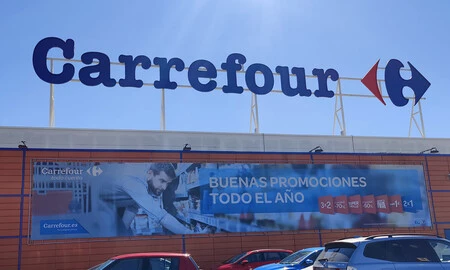 Carrefour
Carrefour
BUENAS PROMOCIONES
TODO EL AÑO
3x2
2x1
Carrefour.es